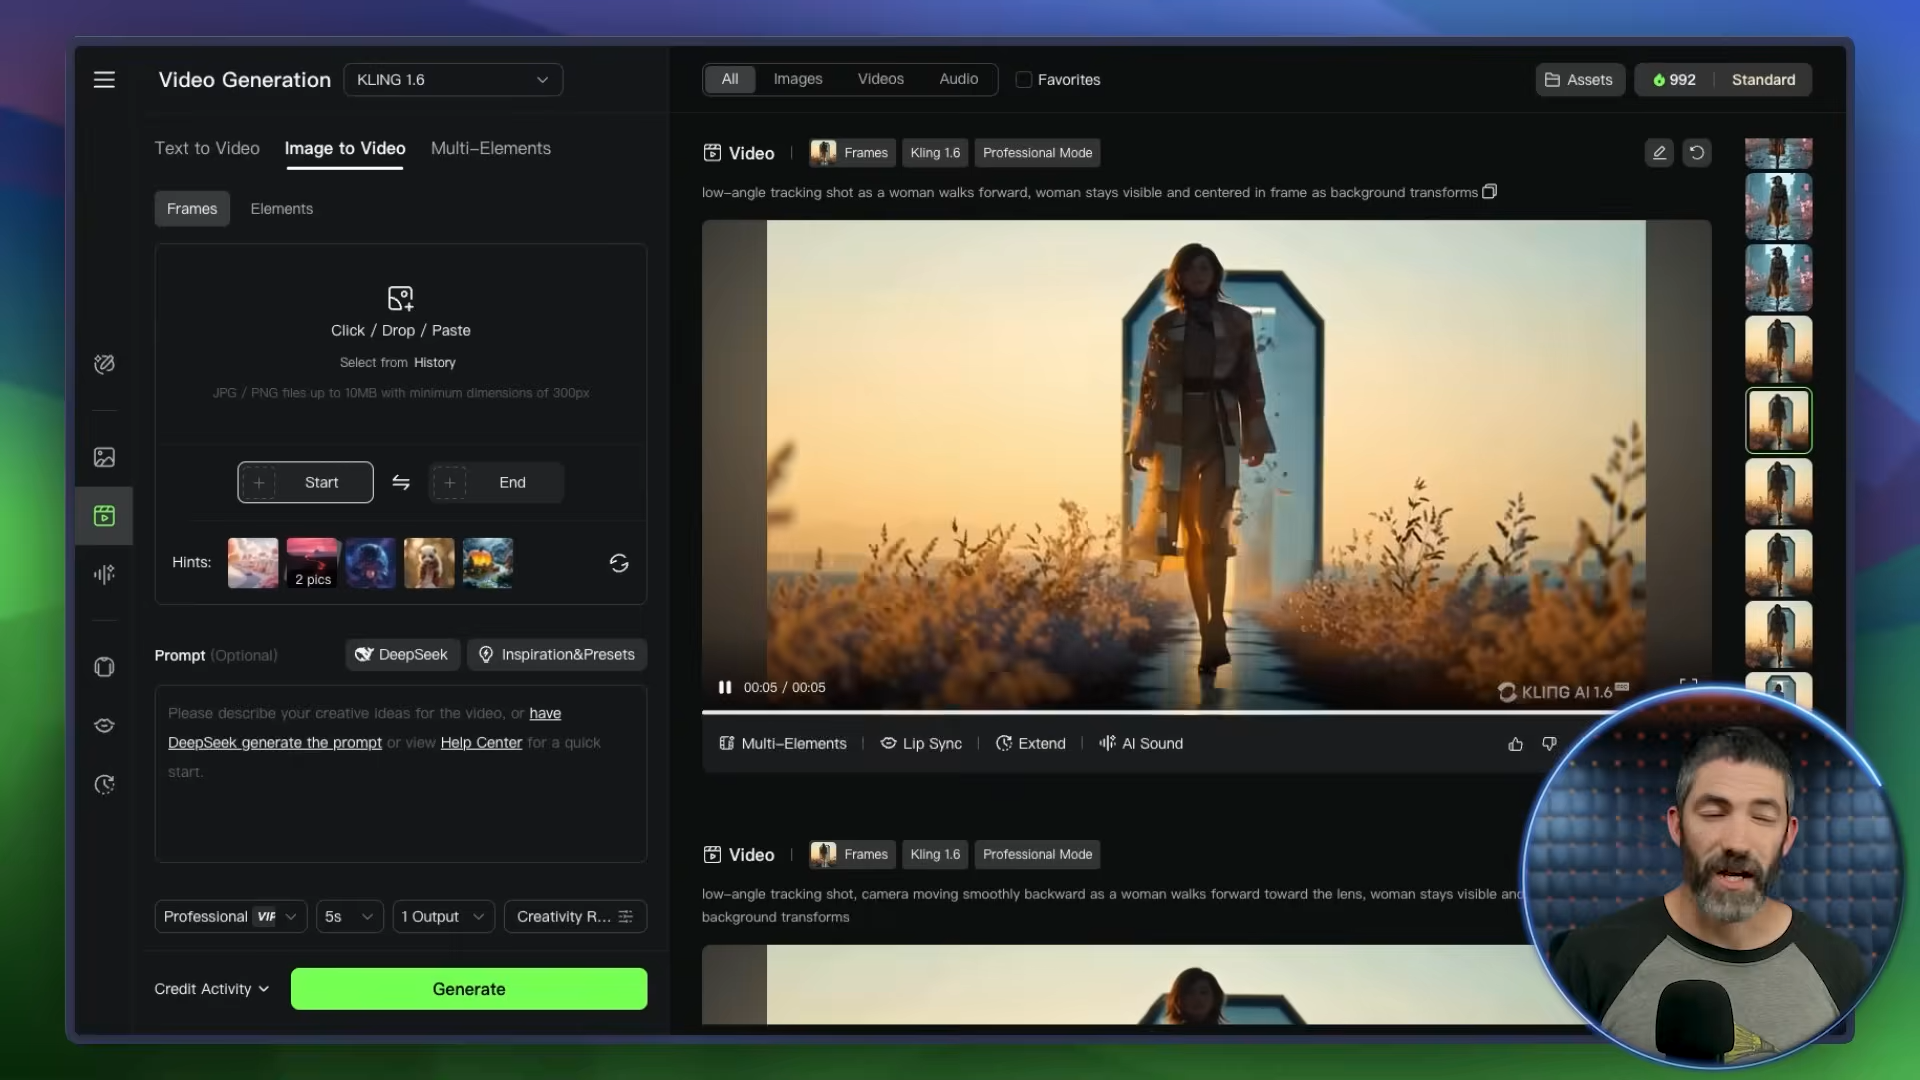 Video Generation
KLING 1.6
All
Images
Videos
Audio
Favorites
Assets
992
Standard
Text to Video
Image to Video
Multi-Elements
Frames
Elements
Click / Drop / Paste
Select from History
JPG / PNG files up to 10MB with minimum dimensions of 300px
Start
End
Hints:
2 pics
Prompt (Optional)
DeepSeek
Inspiration&Presets
Please describe your creative ideas for the video, or have
DeepSeek generate the prompt or view Help Center for a quick
start.
Professional VIP
5s
1 Output
Creativity R...
Credit Activity
Generate
Video
Frames
Kling 1.6
Professional Mode
low-angle tracking shot as a woman walks forward, woman stays visible and centered in frame as background transforms
00:05 / 00:05
KLING AI 1.6
Multi-Elements
Lip Sync
Extend
AI Sound
Video
Frames
Kling 1.6
Professional Mode
low-angle tracking shot, camera moving smoothly backward as a woman walks forward toward the lens, woman stays visible and
background transforms